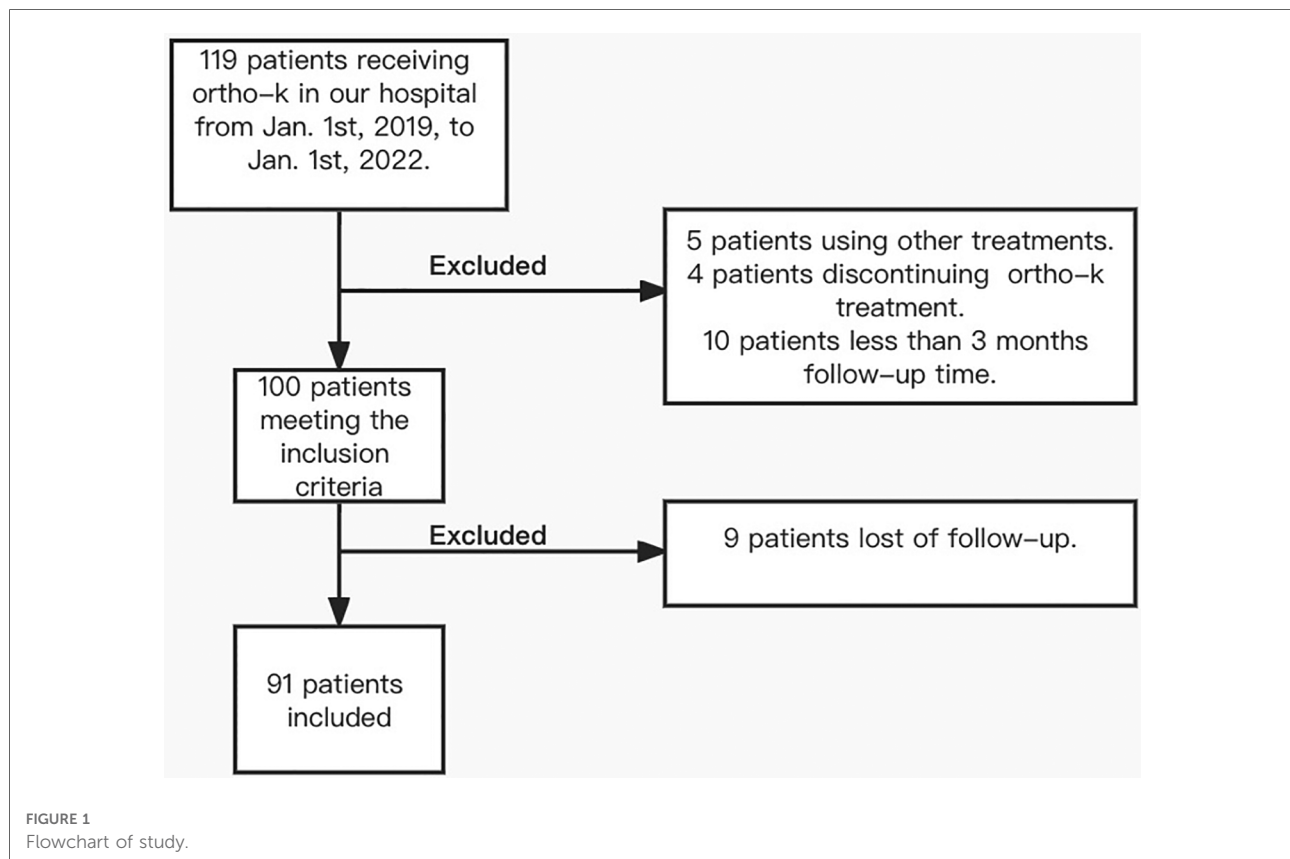 119 patients receiving
ortho–k in our hospital
from Jan. 1st, 2019, to
Jan. 1st, 2022.
Excluded
5 patients using other treatments.
4 patients discontinuing ortho–k
treatment.
10 patients less than 3 months
follow–up time.
100 patients
meeting the
inclusion
criteria
Excluded
9 patients lost of follow–up.
91 patients
included
FIGURE 1
Flowchart of study.